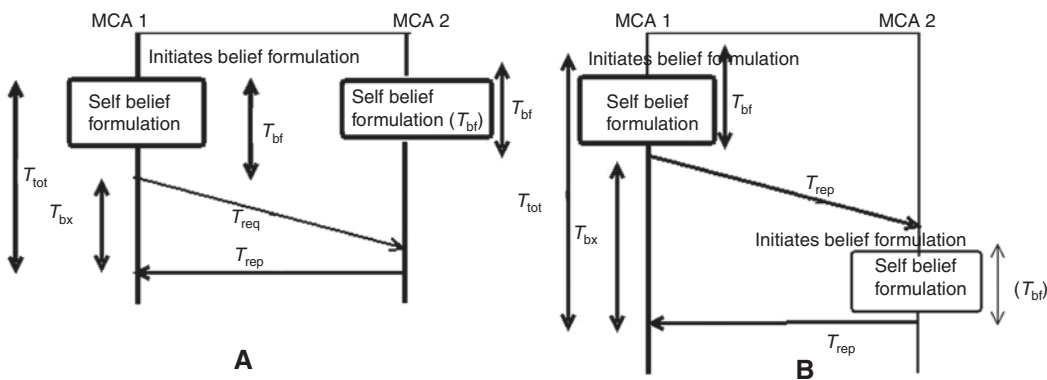 MCA 1
MCA 2
Initiates belief formulation
Self belief
formulation
Self belief
formulation (Tbf)
Tbf
Tbf
Ttot
Tbx
Treq
Trep
A
MCA 1
MCA 2
Initiates belief formulation
Self belief
formulation
Tbf
Ttot
Tbx
Trep
Initiates belief formulation
Self belief
formulation
(Tbf)
Trep
B